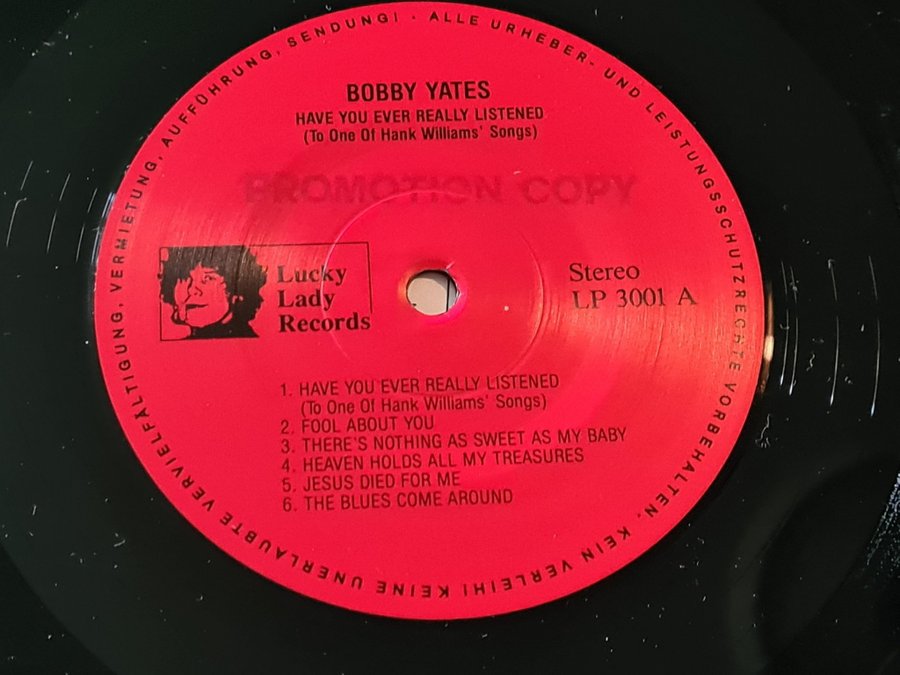 ALLE URHEBER- UND LEISTUNGSSCHUTZRECHTE VORBEHALTEN, KEIN VERLEIH! KEINE UNERLAUBTE VERVIELFÄLTIGUNG, VERMIETUNG, AUFFÜHRUNG, SENDUNG! ·
BOBBY YATES
HAVE YOU EVER REALLY LISTENED
(To One Of Hank Williams' Songs)
PROMOTION COPY
Lucky
Lady
Records
Stereo
LP 3001 A
1. HAVE YOU EVER REALLY LISTENED
(To One Of Hank Williams' Songs)
2. FOOL ABOUT YOU
3. THERE'S NOTHING AS SWEET AS MY BABY
4. HEAVEN HOLDS ALL MY TREASURES
5. JESUS DIED FOR ME
6. THE BLUES COME AROUND